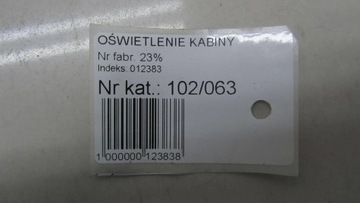 OŚWIETLENIE KABINY
Nr fabr. 23%
Indeks: 012383
Nr kat.: 102/063
1 000000 123838